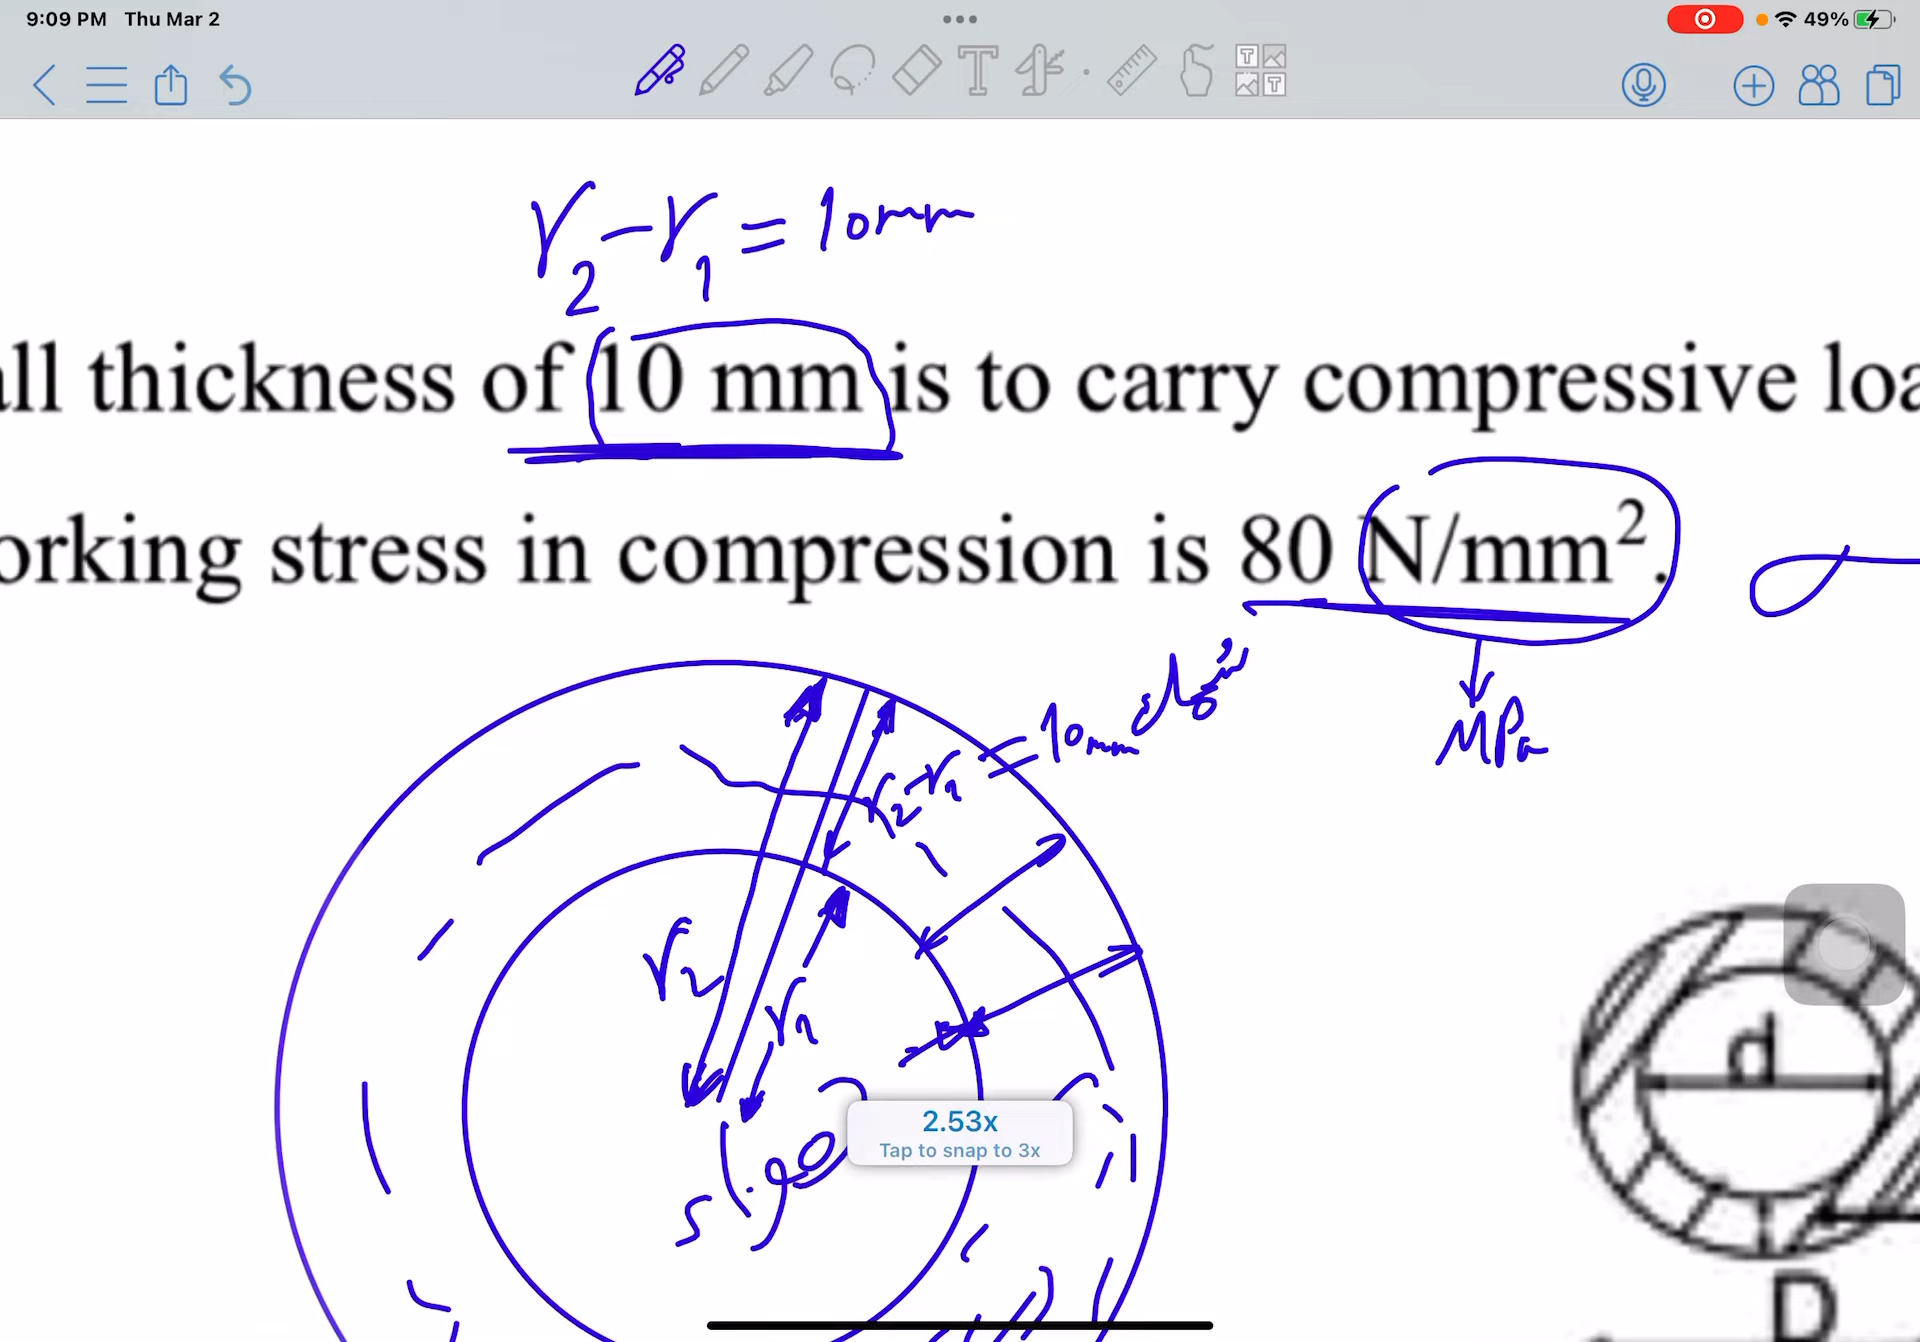 9:09 PM Thu Mar 2
49%
r₂-r₁=10mm
all thickness of 10 mm is to carry compressive loa
orking stress in compression is 80 N/mm².
MPa
r₂-r₁ = 10mm
r₂
r₁
2.53x
Tap to snap to 3x
d
D